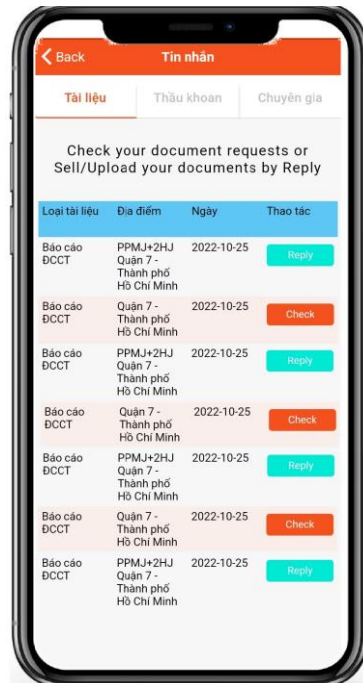 Back
Tin nhắn
Tài liệu
Thầu khoan
Chuyên gia
Check your document requests or
Sell/Upload your documents by Reply
Loại tài liệu Địa điểm Ngày Thao tác
Báo cáo PPMJ+2HJ 2022-10-25 Reply
ĐCCT Quận 7 -
Thành phố
Hồ Chí Minh
Báo cáo Quận 7 - 2022-10-25 Check
ĐCCT Thành phố
Hồ Chí Minh
Báo cáo PPMJ+2HJ 2022-10-25 Reply
ĐCCT Quận 7 -
Thành phố
Hồ Chí Minh
Báo cáo Quận 7 - 2022-10-25 Check
ĐCCT Thành phố
Hồ Chí Minh
Báo cáo PPMJ+2HJ 2022-10-25 Reply
ĐCCT Quận 7 -
Thành phố
Hồ Chí Minh
Báo cáo Quận 7 - 2022-10-25 Check
ĐCCT Thành phố
Hồ Chí Minh
Báo cáo PPMJ+2HJ 2022-10-25 Reply
ĐCCT Quận 7 -
Thành phố
Hồ Chí Minh